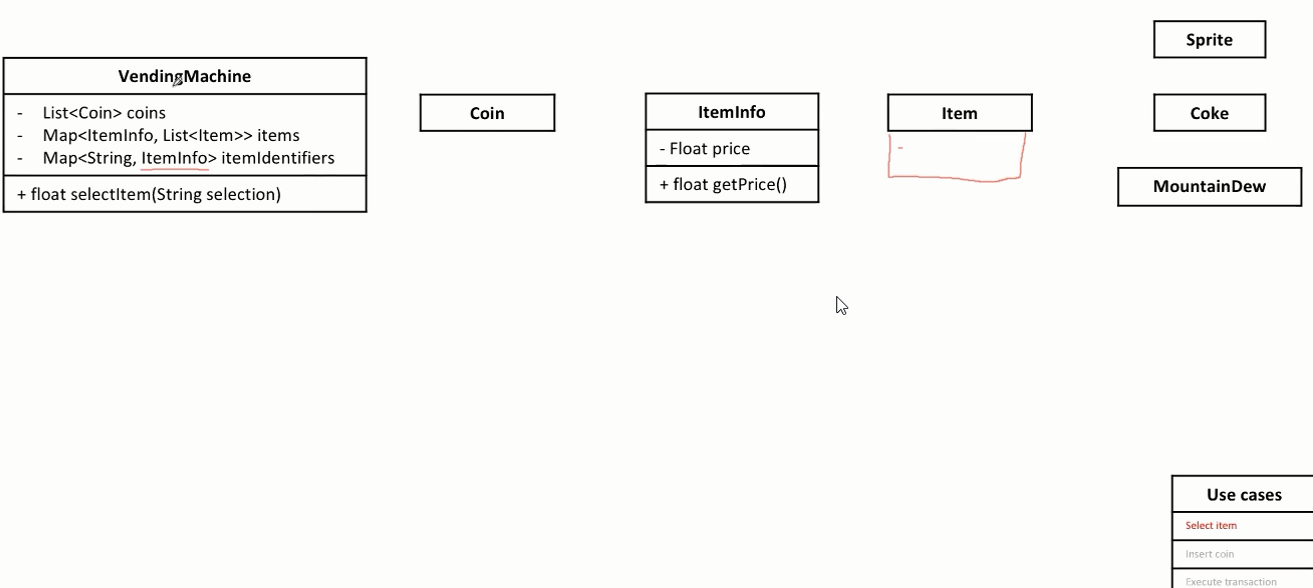 VendingMachine
- List<Coin> coins
- Map<ItemInfo, List<Item>> items
- Map<String, ItemInfo> itemIdentifiers
+ float selectItem(String selection)
Coin
ItemInfo
- Float price
+ float getPrice()
Item
-
Sprite
Coke
MountainDew
Use cases
Select item
Insert coin
Execute transaction